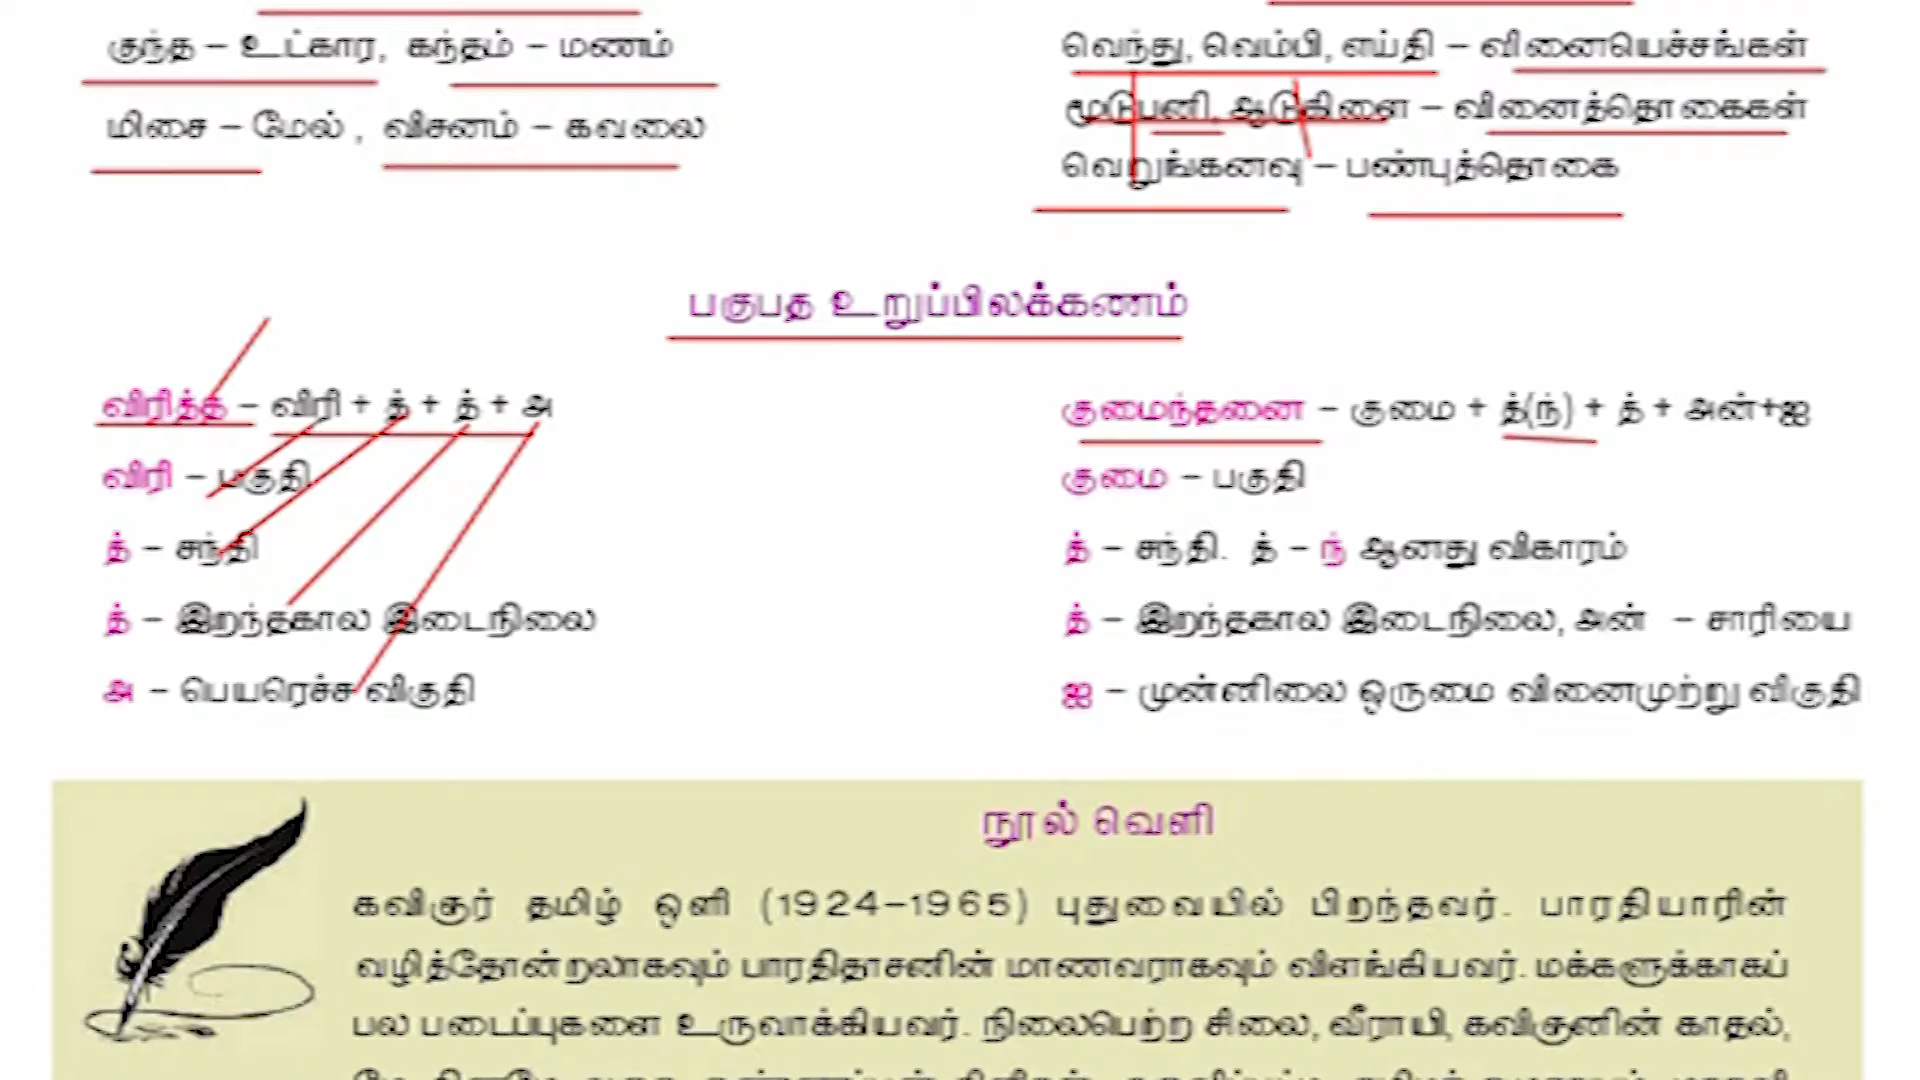 குந்த – உட்கார, கந்தம் – மணம்
மிசை – மேல் , விசனம் – கவலை
வெந்து, வெம்பி, எய்தி – வினையெச்சங்கள்
மூடுபனி, ஆடுகிளை – வினைத்தொகைகள்
வெறுங்கனவு – பண்புத்தொகை
பகுபத உறுப்பிலக்கணம்
விரித்த – விரி + த் + த் + அ
விரி – பகுதி
த் – சந்தி
த் – இறந்தகால இடைநிலை
அ – பெயரெச்ச விகுதி
குமைந்தனை – குமை + த்(ந்) + த் + அன்+ஐ
குமை – பகுதி
த் – சந்தி. த் – ந் ஆனது விகாரம்
த் – இறந்தகால இடைநிலை, அன் – சாரியை
ஐ – முன்னிலை ஒருமை வினைமுற்று விகுதி
நூல் வெளி
கவிஞர் தமிழ் ஒளி (1924–1965) புதுவையில் பிறந்தவர். பாரதியாரின்
வழித்தோன்றலாகவும் பாரதிதாசனின் மாணவராகவும் விளங்கியவர். மக்களுக்காகப்
பல படைப்புகளை உருவாக்கியவர். நிலைபெற்ற சிலை, வீராயி, கவிஞனின் காதல்,